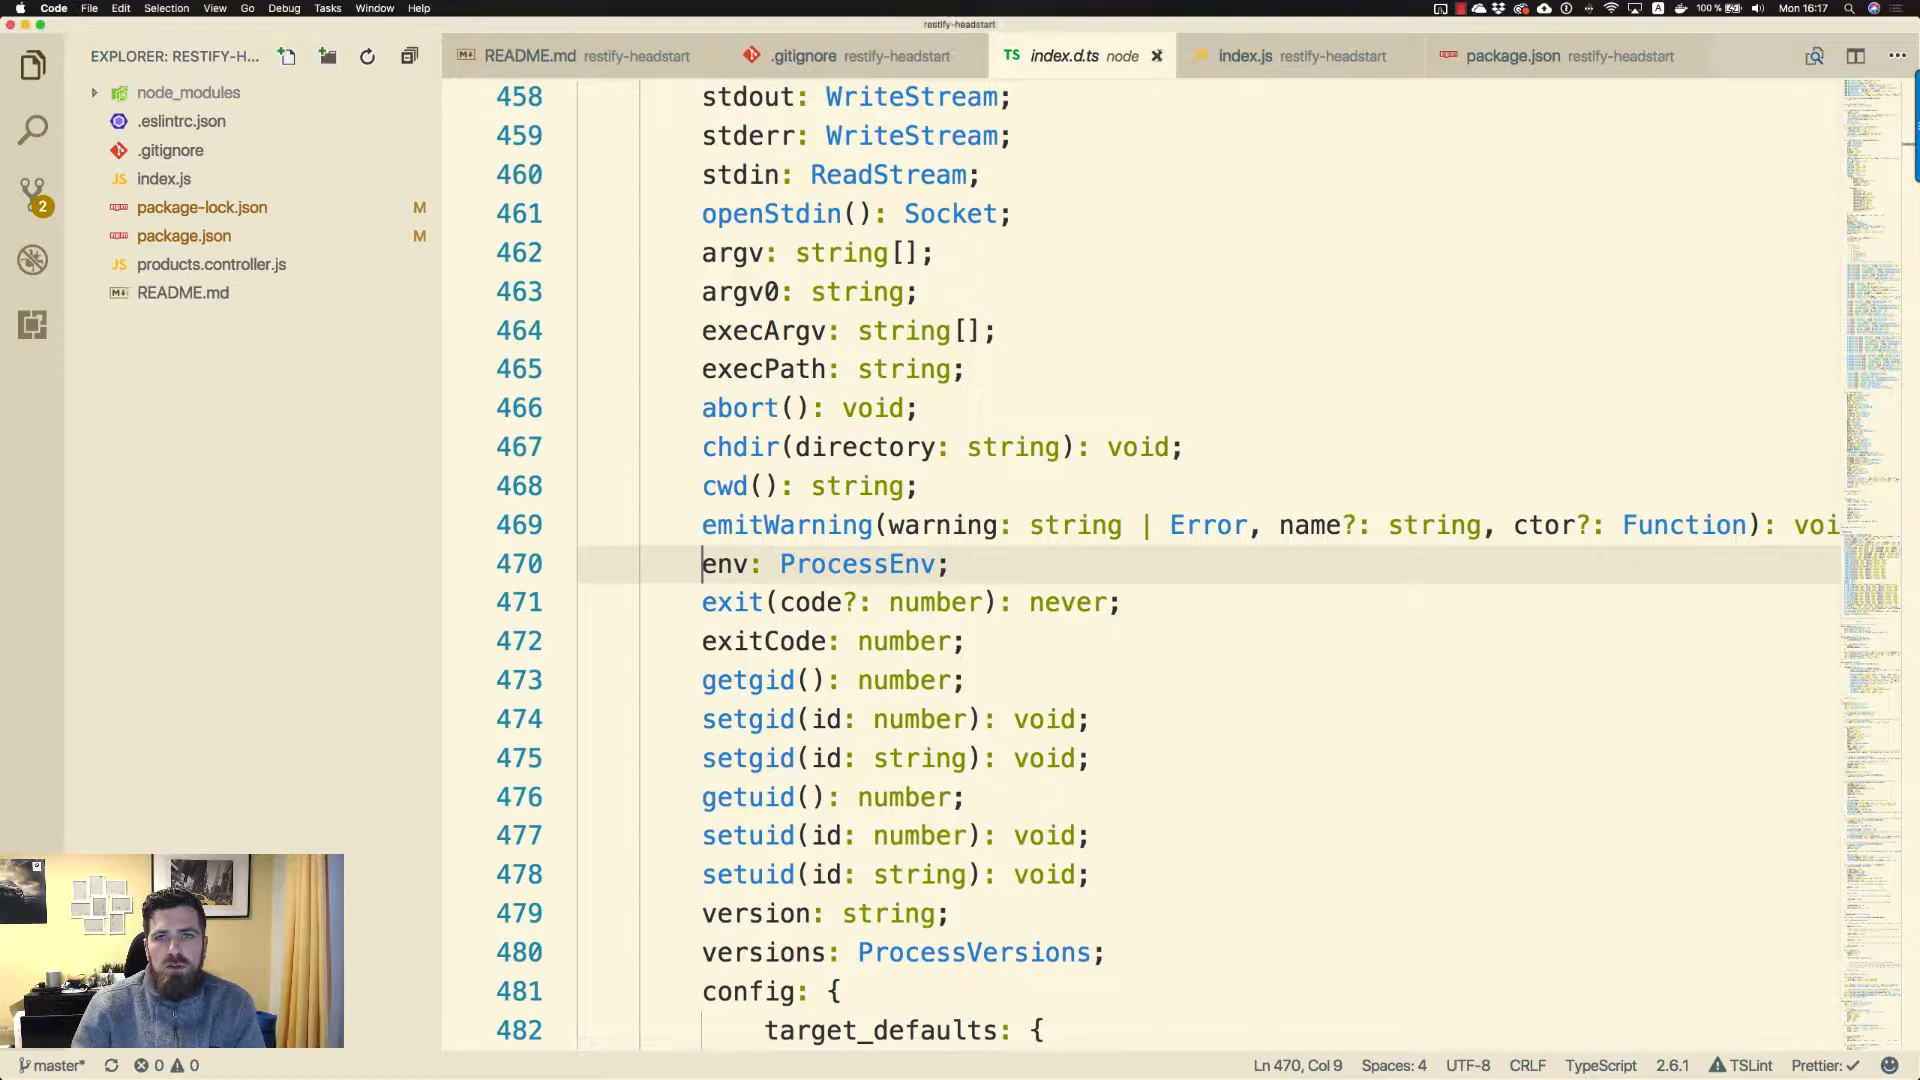 Code File Edit Selection View Go Debug Tasks Window Help
100 % Mon 16:17
restify-headstart
EXPLORER: RESTIFY-H...
README.md restify-headstart
.gitignore restify-headstart
TS index.d.ts node
JS index.js restify-headstart
package.json restify-headstart
node_modules
.eslintrc.json
.gitignore
JS index.js
package-lock.json M
package.json M
JS products.controller.js
README.md
2
458 stdout: WriteStream;
459 stderr: WriteStream;
460 stdin: ReadStream;
461 openStdin(): Socket;
462 argv: string[];
463 argv0: string;
464 execArgv: string[];
465 execPath: string;
466 abort(): void;
467 chdir(directory: string): void;
468 cwd(): string;
469 emitWarning(warning: string | Error, name?: string, ctor?: Function): voi
470 env: ProcessEnv;
471 exit(code?: number): never;
472 exitCode: number;
473 getgid(): number;
474 setgid(id: number): void;
475 setgid(id: string): void;
476 getuid(): number;
477 setuid(id: number): void;
478 setuid(id: string): void;
479 version: string;
480 versions: ProcessVersions;
481 config: {
482 target_defaults: {
master* 0 0
Ln 470, Col 9 Spaces: 4 UTF-8 CRLF TypeScript 2.6.1 TSLint Prettier: ✓